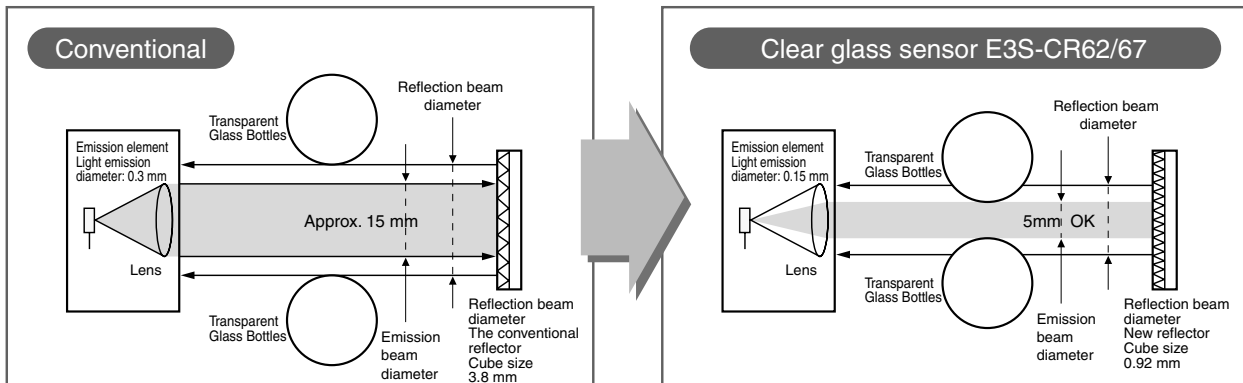 Conventional
Reflection beam
diameter
Transparent
Glass Bottles
Emission element
Light emission
diameter: 0.3 mm
Approx. 15 mm
Lens
Transparent
Glass Bottles
Emission
beam
diameter
Reflection beam
diameter
The conventional
reflector
Cube size
3.8 mm
Clear glass sensor E3S-CR62/67
Reflection beam
diameter
Transparent
Glass Bottles
Emission element
Light emission
diameter: 0.15 mm
5mm OK
Lens
Transparent
Glass Bottles
Emission
beam
diameter
Reflection beam
diameter
New reflector
Cube size
0.92 mm